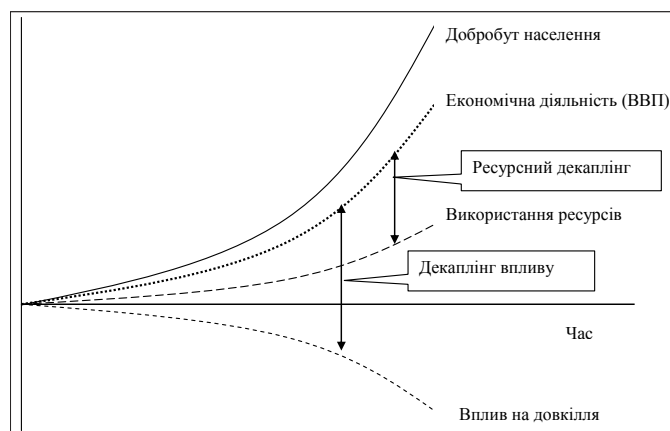 Добробут населення
Економічна діяльність (ВВП)
Ресурсний декаплінг
Використання ресурсів
Декаплінг впливу
Час
Вплив на довкілля